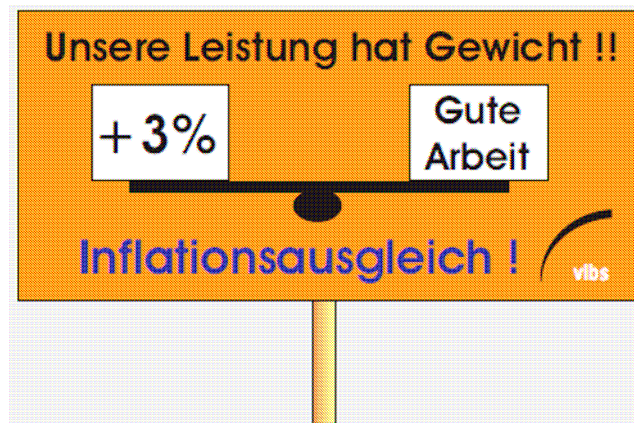 Unsere Leistung hat Gewicht !!
+3%
Gute
Arbeit
Inflationsausgleich !
vlbs